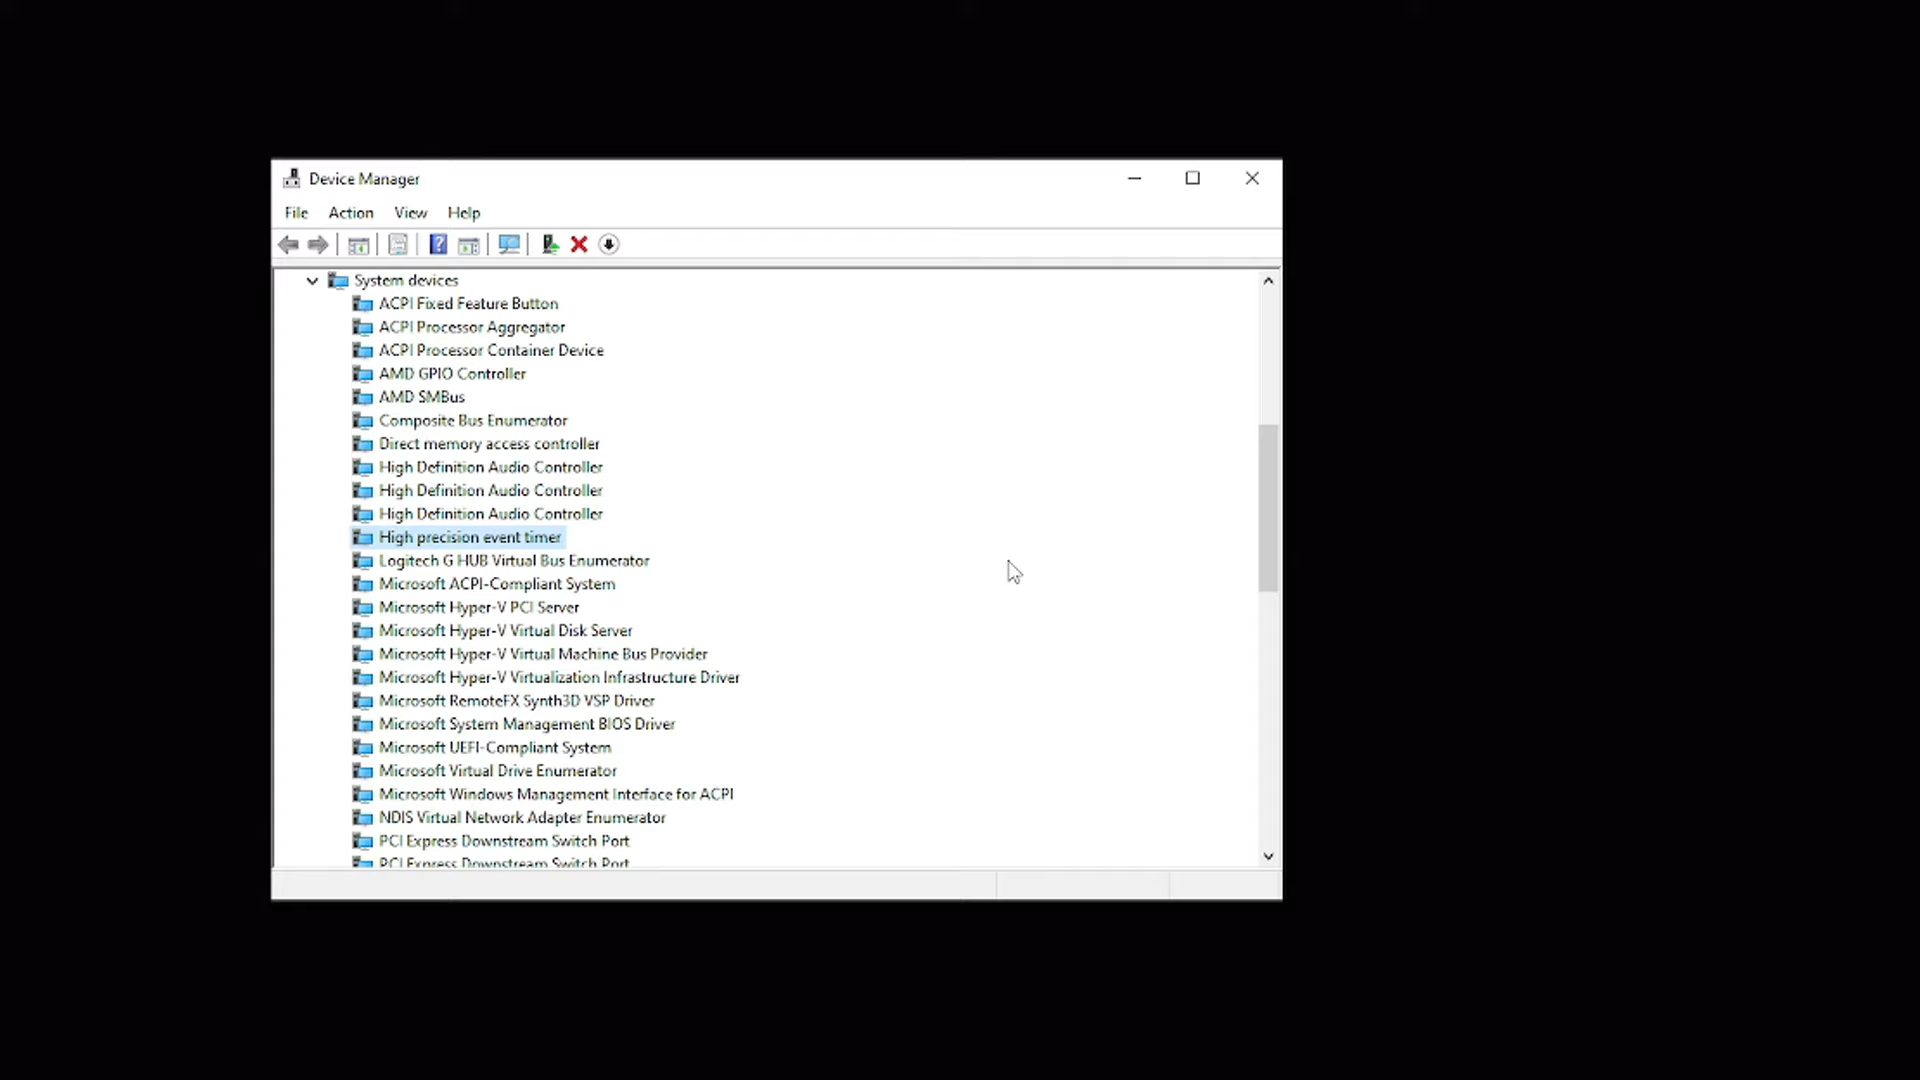 Device Manager
File Action View Help
System devices
ACPI Fixed Feature Button
ACPI Processor Aggregator
ACPI Processor Container Device
AMD GPIO Controller
AMD SMBus
Composite Bus Enumerator
Direct memory access controller
High Definition Audio Controller
High Definition Audio Controller
High Definition Audio Controller
High precision event timer
Logitech G HUB Virtual Bus Enumerator
Microsoft ACPI-Compliant System
Microsoft Hyper-V PCI Server
Microsoft Hyper-V Virtual Disk Server
Microsoft Hyper-V Virtual Machine Bus Provider
Microsoft Hyper-V Virtualization Infrastructure Driver
Microsoft RemoteFX Synth3D VSP Driver
Microsoft System Management BIOS Driver
Microsoft UEFI-Compliant System
Microsoft Virtual Drive Enumerator
Microsoft Windows Management Interface for ACPI
NDIS Virtual Network Adapter Enumerator
PCI Express Downstream Switch Port
PCI Express Downstream Switch Port